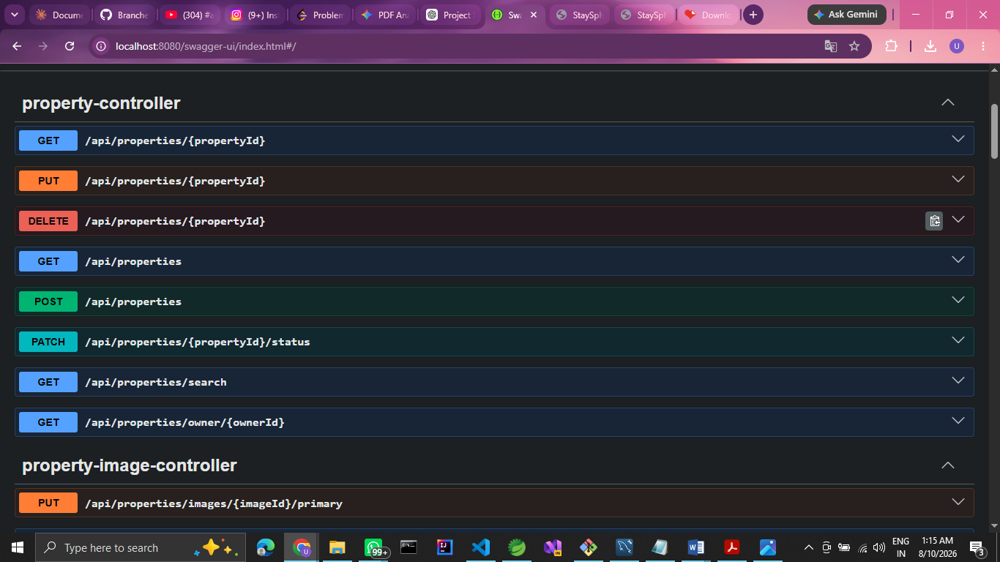 Docume
Branche
(304) #a
(9+) Ins
Problem
PDF Ana
Project S
Swa
StaySph
StaySph
Downlo
Ask Gemini
localhost:8080/swagger-ui/index.html#/
U
property-controller
GET /api/properties/{propertyId}
PUT /api/properties/{propertyId}
DELETE /api/properties/{propertyId}
GET /api/properties
POST /api/properties
PATCH /api/properties/{propertyId}/status
GET /api/properties/search
GET /api/properties/owner/{ownerId}
property-image-controller
PUT /api/properties/images/{imageId}/primary
Type here to search
U
99+
IJ
IN
W
ENG
IN
1:15 AM
8/10/2026
3